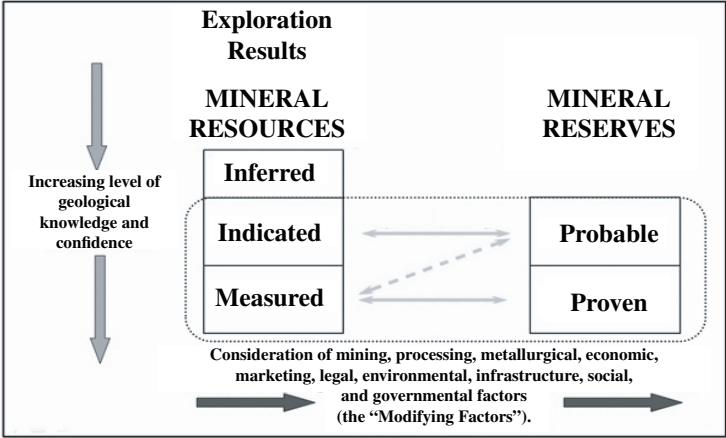 Exploration
Results
MINERAL
RESOURCES
MINERAL
RESERVES
Increasing level of
geological
knowledge and
confidence
Inferred
Indicated
Measured
Probable
Proven
Consideration of mining, processing, metallurgical, economic,
marketing, legal, environmental, infrastructure, social,
and governmental factors
(the “Modifying Factors”).